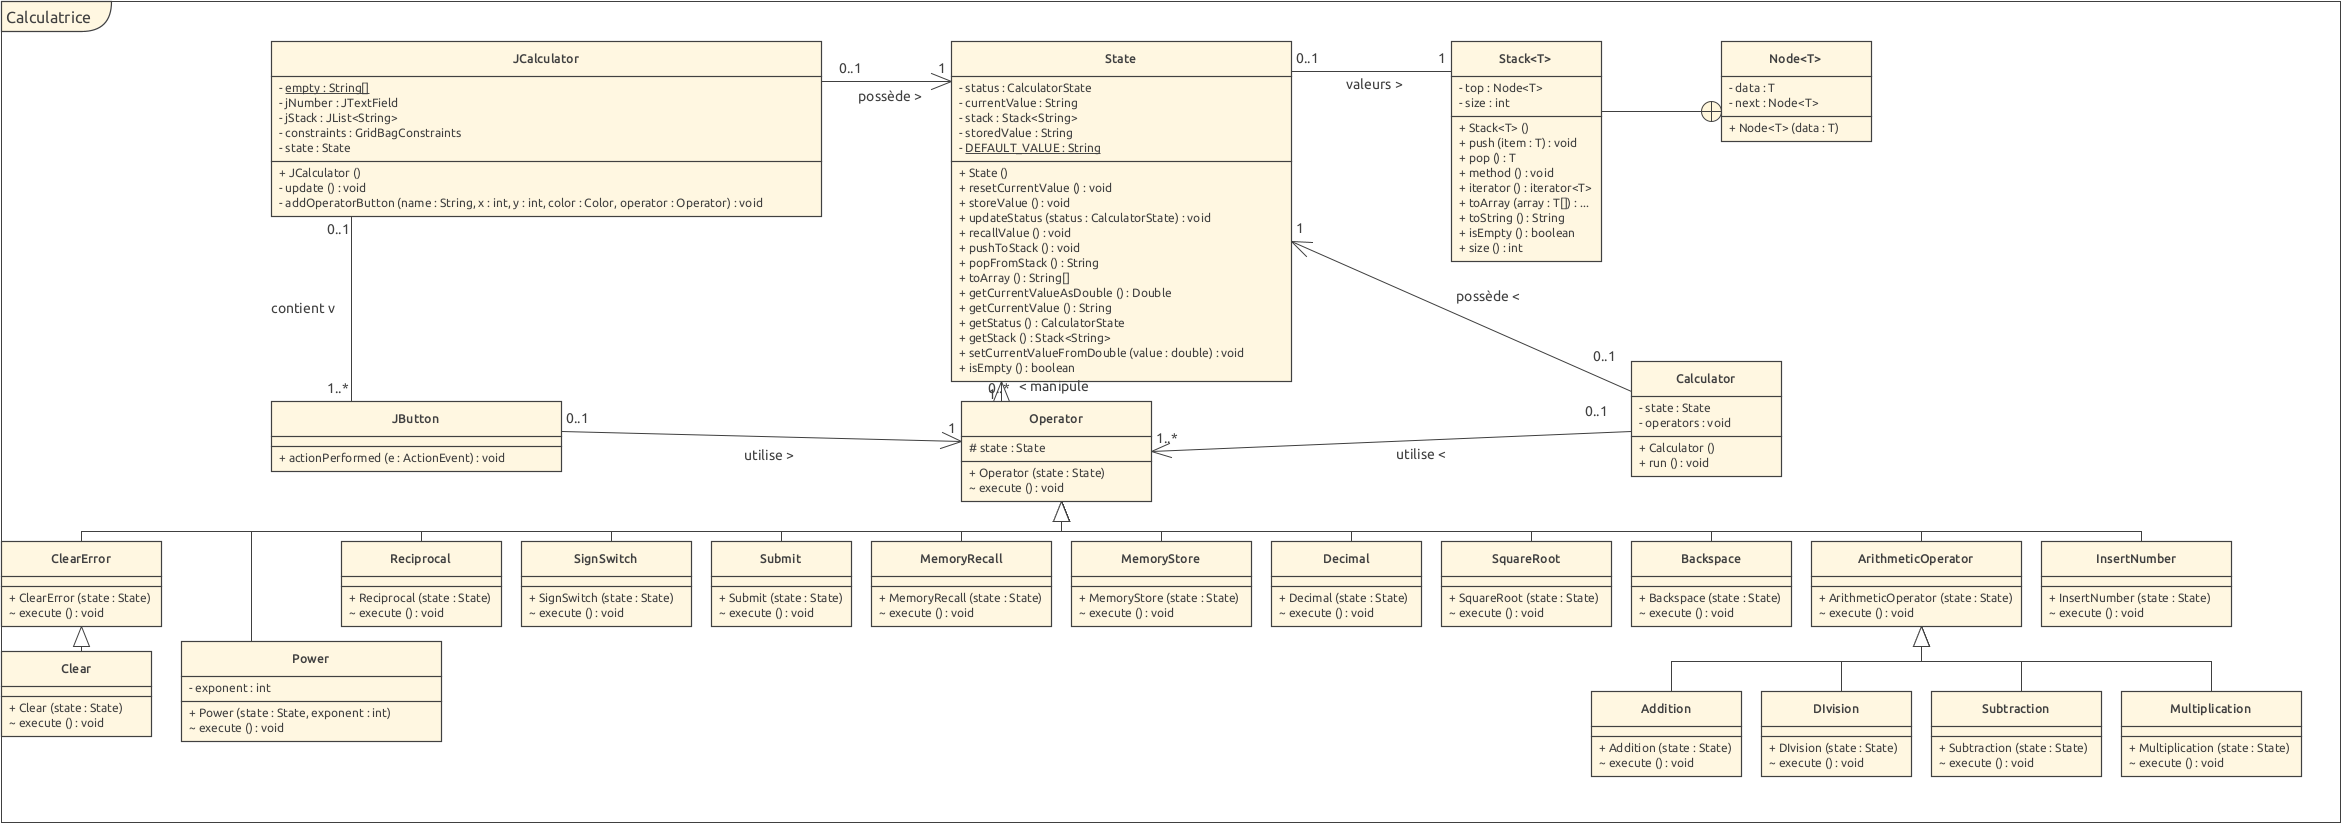 Calculatrice
JCalculator
- empty : String[]
- jNumber : JTextField
- jStack : JList<String>
- constraints : GridBagConstraints
- state : State
+ JCalculator ()
- update () : void
- addOperatorButton (name : String, x : int, y : int, color : Color, operator : Operator) : void
0..1
1
possède >
State
- status : CalculatorState
- currentValue : String
- stack : Stack<String>
- storedValue : String
- DEFAULT_VALUE : String
+ State ()
+ resetCurrentValue () : void
+ storeValue () : void
+ updateStatus (status : CalculatorState) : void
+ recallValue () : void
+ pushToStack () : void
+ popFromStack () : String
+ toArray () : String[]
+ getCurrentValueAsDouble () : Double
+ getCurrentValue () : String
+ getStatus () : CalculatorState
+ getStack () : Stack<String>
+ setCurrentValueFromDouble (value : double) : void
+ isEmpty () : boolean
0..1
1
valeurs >
Stack<T>
- top : Node<T>
- size : int
+ Stack<T> ()
+ push (item : T) : void
+ pop () : T
+ method () : void
+ iterator () : iterator<T>
+ toArray (array : T[]) : ...
+ toString () : String
+ isEmpty () : boolean
+ size () : int
Node<T>
- data : T
- next : Node<T>
+ Node<T> (data : T)
0..1
contient v
1..*
1
possède <
0..1
JButton
+ actionPerformed (e : ActionEvent) : void
0..1
1
utilise >
0..*
1
< manipule
Operator
# state : State
+ Operator (state : State)
~ execute () : void
1..*
0..1
utilise <
Calculator
- state : State
- operators : void
+ Calculator ()
+ run () : void
ClearError
+ ClearError (state : State)
~ execute () : void
Reciprocal
+ Reciprocal (state : State)
~ execute () : void
SignSwitch
+ SignSwitch (state : State)
~ execute () : void
Submit
+ Submit (state : State)
~ execute () : void
MemoryRecall
+ MemoryRecall (state : State)
~ execute () : void
MemoryStore
+ MemoryStore (state : State)
~ execute () : void
Decimal
+ Decimal (state : State)
~ execute () : void
SquareRoot
+ SquareRoot (state : State)
~ execute () : void
Backspace
+ Backspace (state : State)
~ execute () : void
ArithmeticOperator
+ ArithmeticOperator (state : State)
~ execute () : void
InsertNumber
+ InsertNumber (state : State)
~ execute () : void
Clear
+ Clear (state : State)
~ execute () : void
Power
- exponent : int
+ Power (state : State, exponent : int)
~ execute () : void
Addition
+ Addition (state : State)
~ execute () : void
DIvision
+ DIvision (state : State)
~ execute () : void
Subtraction
+ Subtraction (state : State)
~ execute () : void
Multiplication
+ Multiplication (state : State)
~ execute () : void